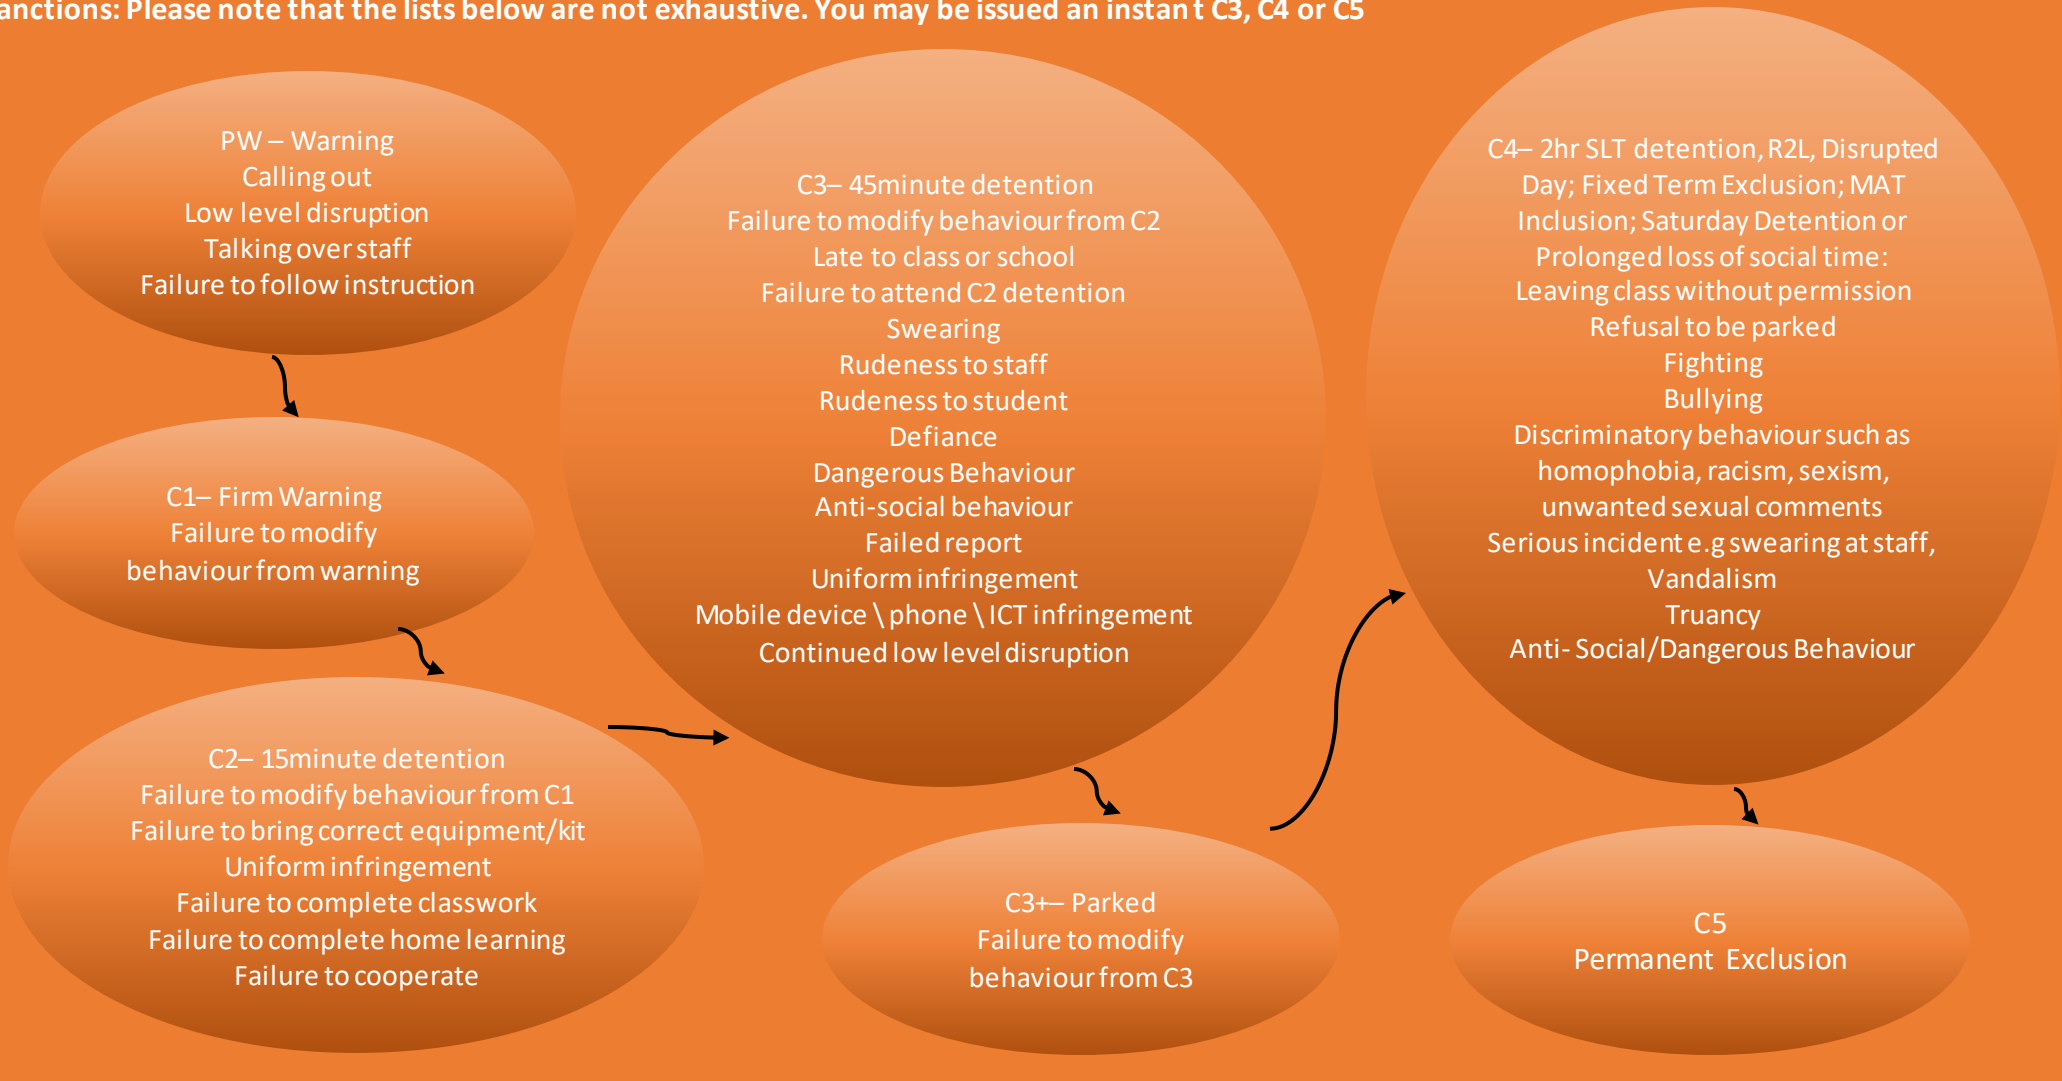 anctions: Please note that the lists below are not exhaustive. You may be issued an instant C3, C4 or C5
PW – Warning
Calling out
Low level disruption
Talking over staff
Failure to follow instruction
C1– Firm Warning
Failure to modify
behaviour from warning
C2– 15minute detention
Failure to modify behaviour from C1
Failure to bring correct equipment/kit
Uniform infringement
Failure to complete classwork
Failure to complete home learning
Failure to cooperate
C3– 45minute detention
Failure to modify behaviour from C2
Late to class or school
Failure to attend C2 detention
Swearing
Rudeness to staff
Rudeness to student
Defiance
Dangerous Behaviour
Anti-social behaviour
Failed report
Uniform infringement
Mobile device \ phone \ ICT infringement
Continued low level disruption
C3+– Parked
Failure to modify
behaviour from C3
C4– 2hr SLT detention, R2L, Disrupted
Day; Fixed Term Exclusion; MAT
Inclusion; Saturday Detention or
Prolonged loss of social time:
Leaving class without permission
Refusal to be parked
Fighting
Bullying
Discriminatory behaviour such as
homophobia, racism, sexism,
unwanted sexual comments
Serious incident e.g swearing at staff,
Vandalism
Truancy
Anti- Social/Dangerous Behaviour
C5
Permanent Exclusion